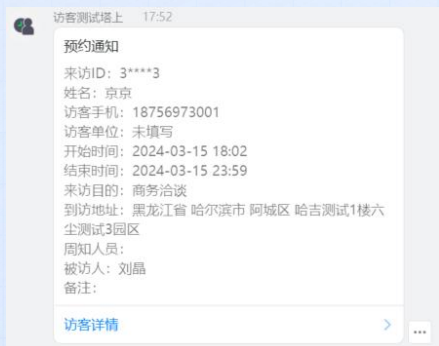 访客测试塔上 17:52
预约通知
来访ID：3****3
姓名：京京
访客手机：18756973001
访客单位：未填写
开始时间：2024-03-15 18:02
结束时间：2024-03-15 23:59
来访目的：商务洽谈
到访地址：黑龙江省 哈尔滨市 阿城区 哈吉测试1楼六
尘测试3园区
周知人员：
被访人：刘晶
备注：
访客详情